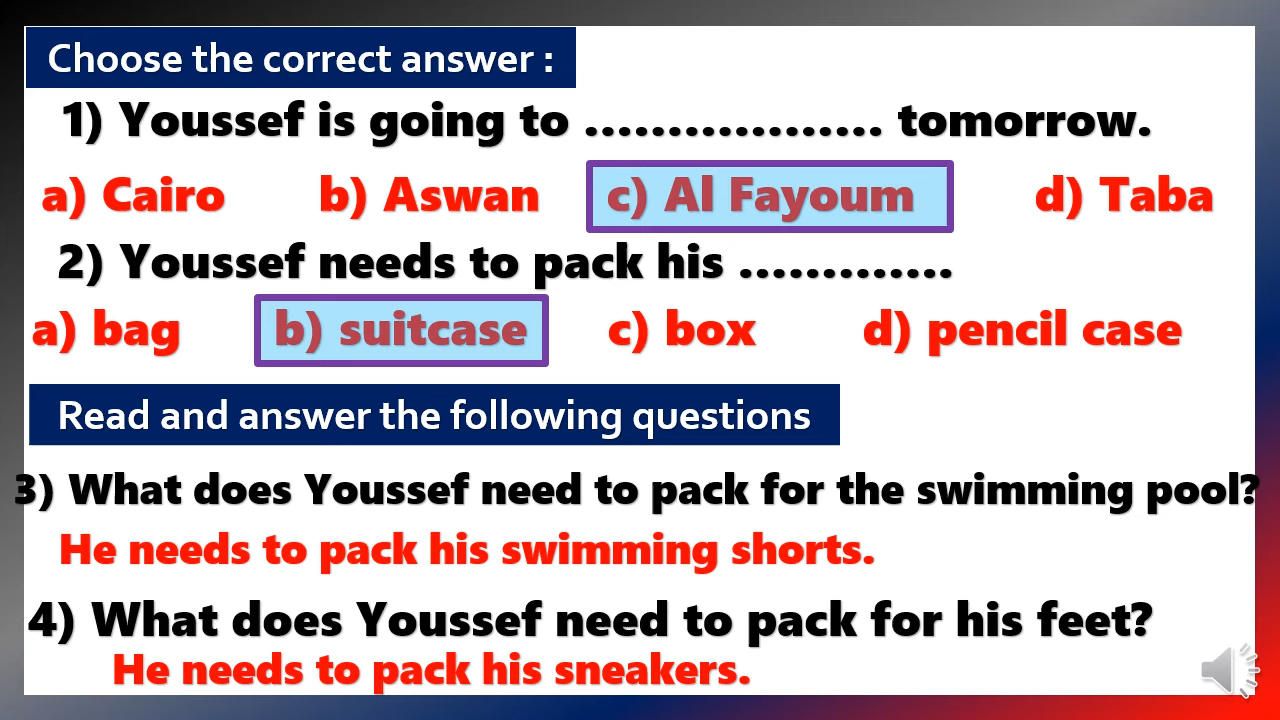 Choose the correct answer :
1) Youssef is going to .................. tomorrow.
a) Cairo b) Aswan c) Al Fayoum d) Taba
2) Youssef needs to pack his .............
a) bag b) suitcase c) box d) pencil case
Read and answer the following questions
3) What does Youssef need to pack for the swimming pool?
He needs to pack his swimming shorts.
4) What does Youssef need to pack for his feet?
He needs to pack his sneakers.